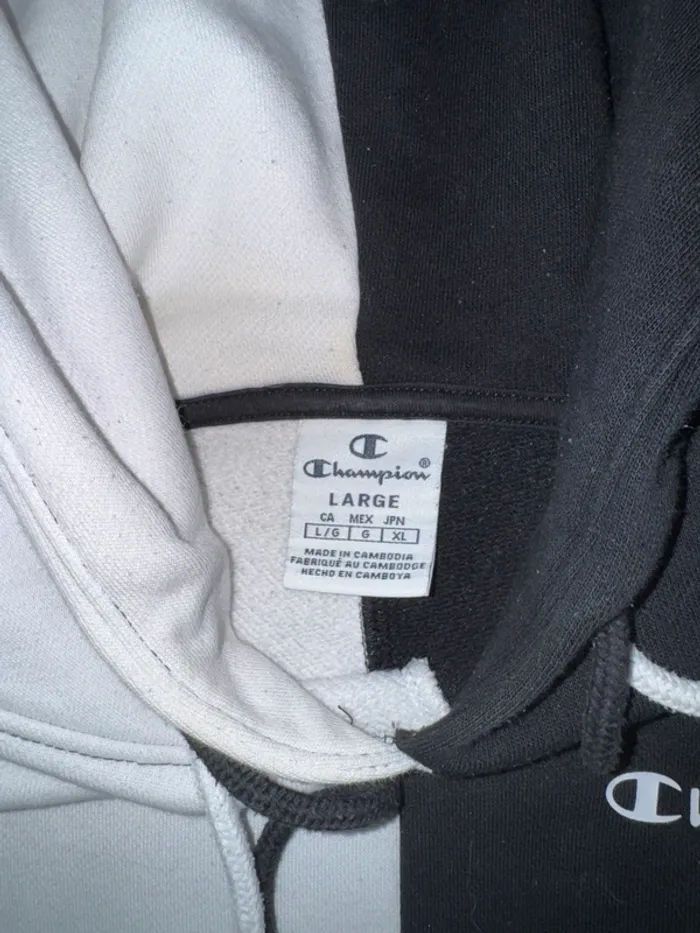 Champion®
LARGE
CA MEX JPN
L/G G XL
MADE IN CAMBODIA
FABRIQUÉ AU CAMBODGE
HECHO EN CAMBOYA